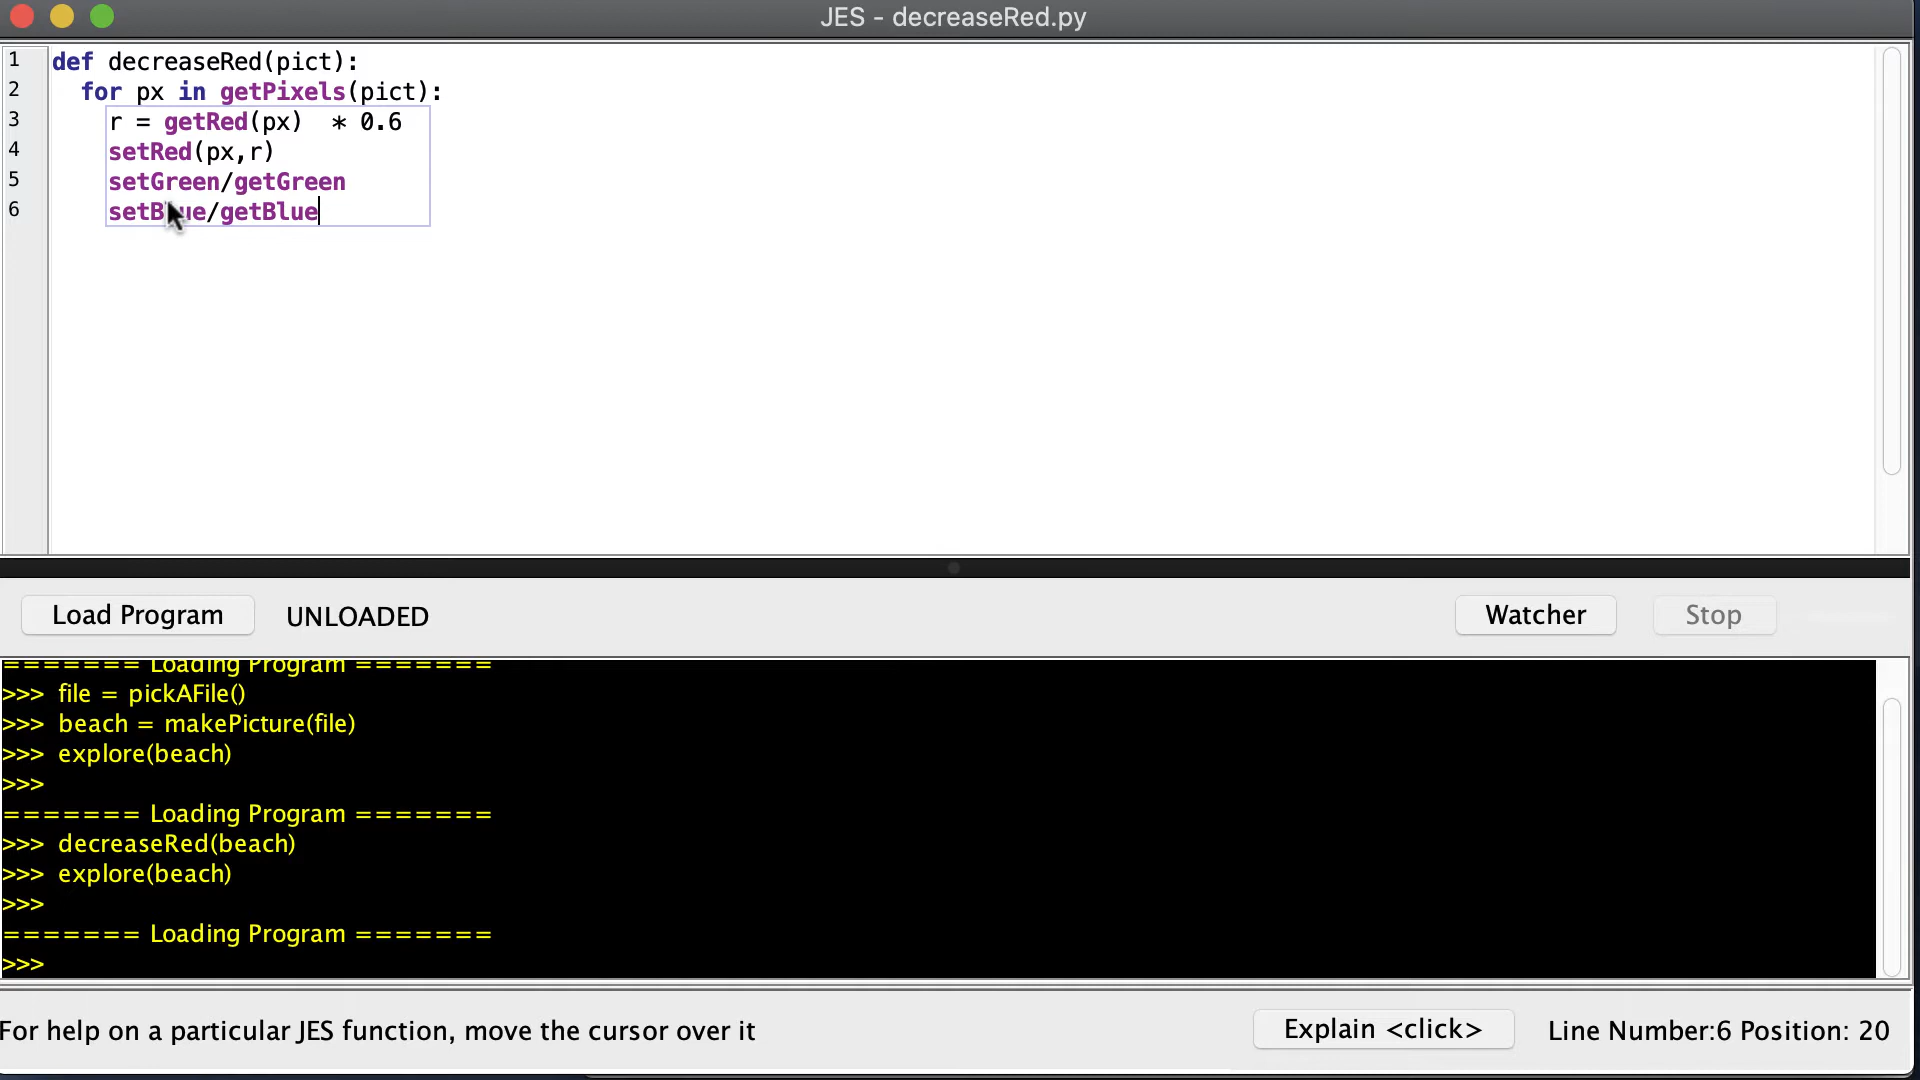 JES - decreaseRed.py
1 def decreaseRed(pict):
2 for px in getPixels(pict):
3 r = getRed(px)  * 0.6
4 setRed(px,r)
5 setGreen/getGreen
6 setBlue/getBlue
Load Program UNLOADED Watcher Stop
======= Loading Program =======
>>> file = pickAFile()
>>> beach = makePicture(file)
>>> explore(beach)
>>>
======= Loading Program =======
>>> decreaseRed(beach)
>>> explore(beach)
>>>
======= Loading Program =======
>>>
For help on a particular JES function, move the cursor over it Explain <click> Line Number:6 Position: 20